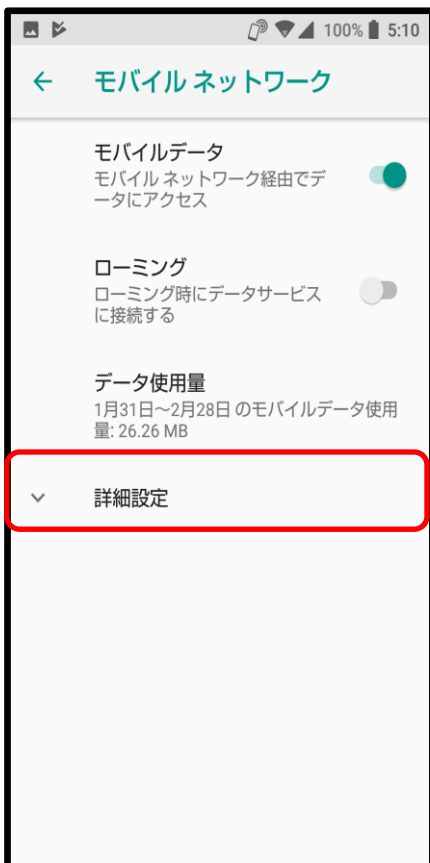 100% 5:10
モバイル ネットワーク
モバイルデータ
モバイル ネットワーク経由でデ
ータにアクセス
ローミング
ローミング時にデータサービス
に接続する
データ使用量
1月31日～2月28日 のモバイルデータ使用
量: 26.26 MB
詳細設定